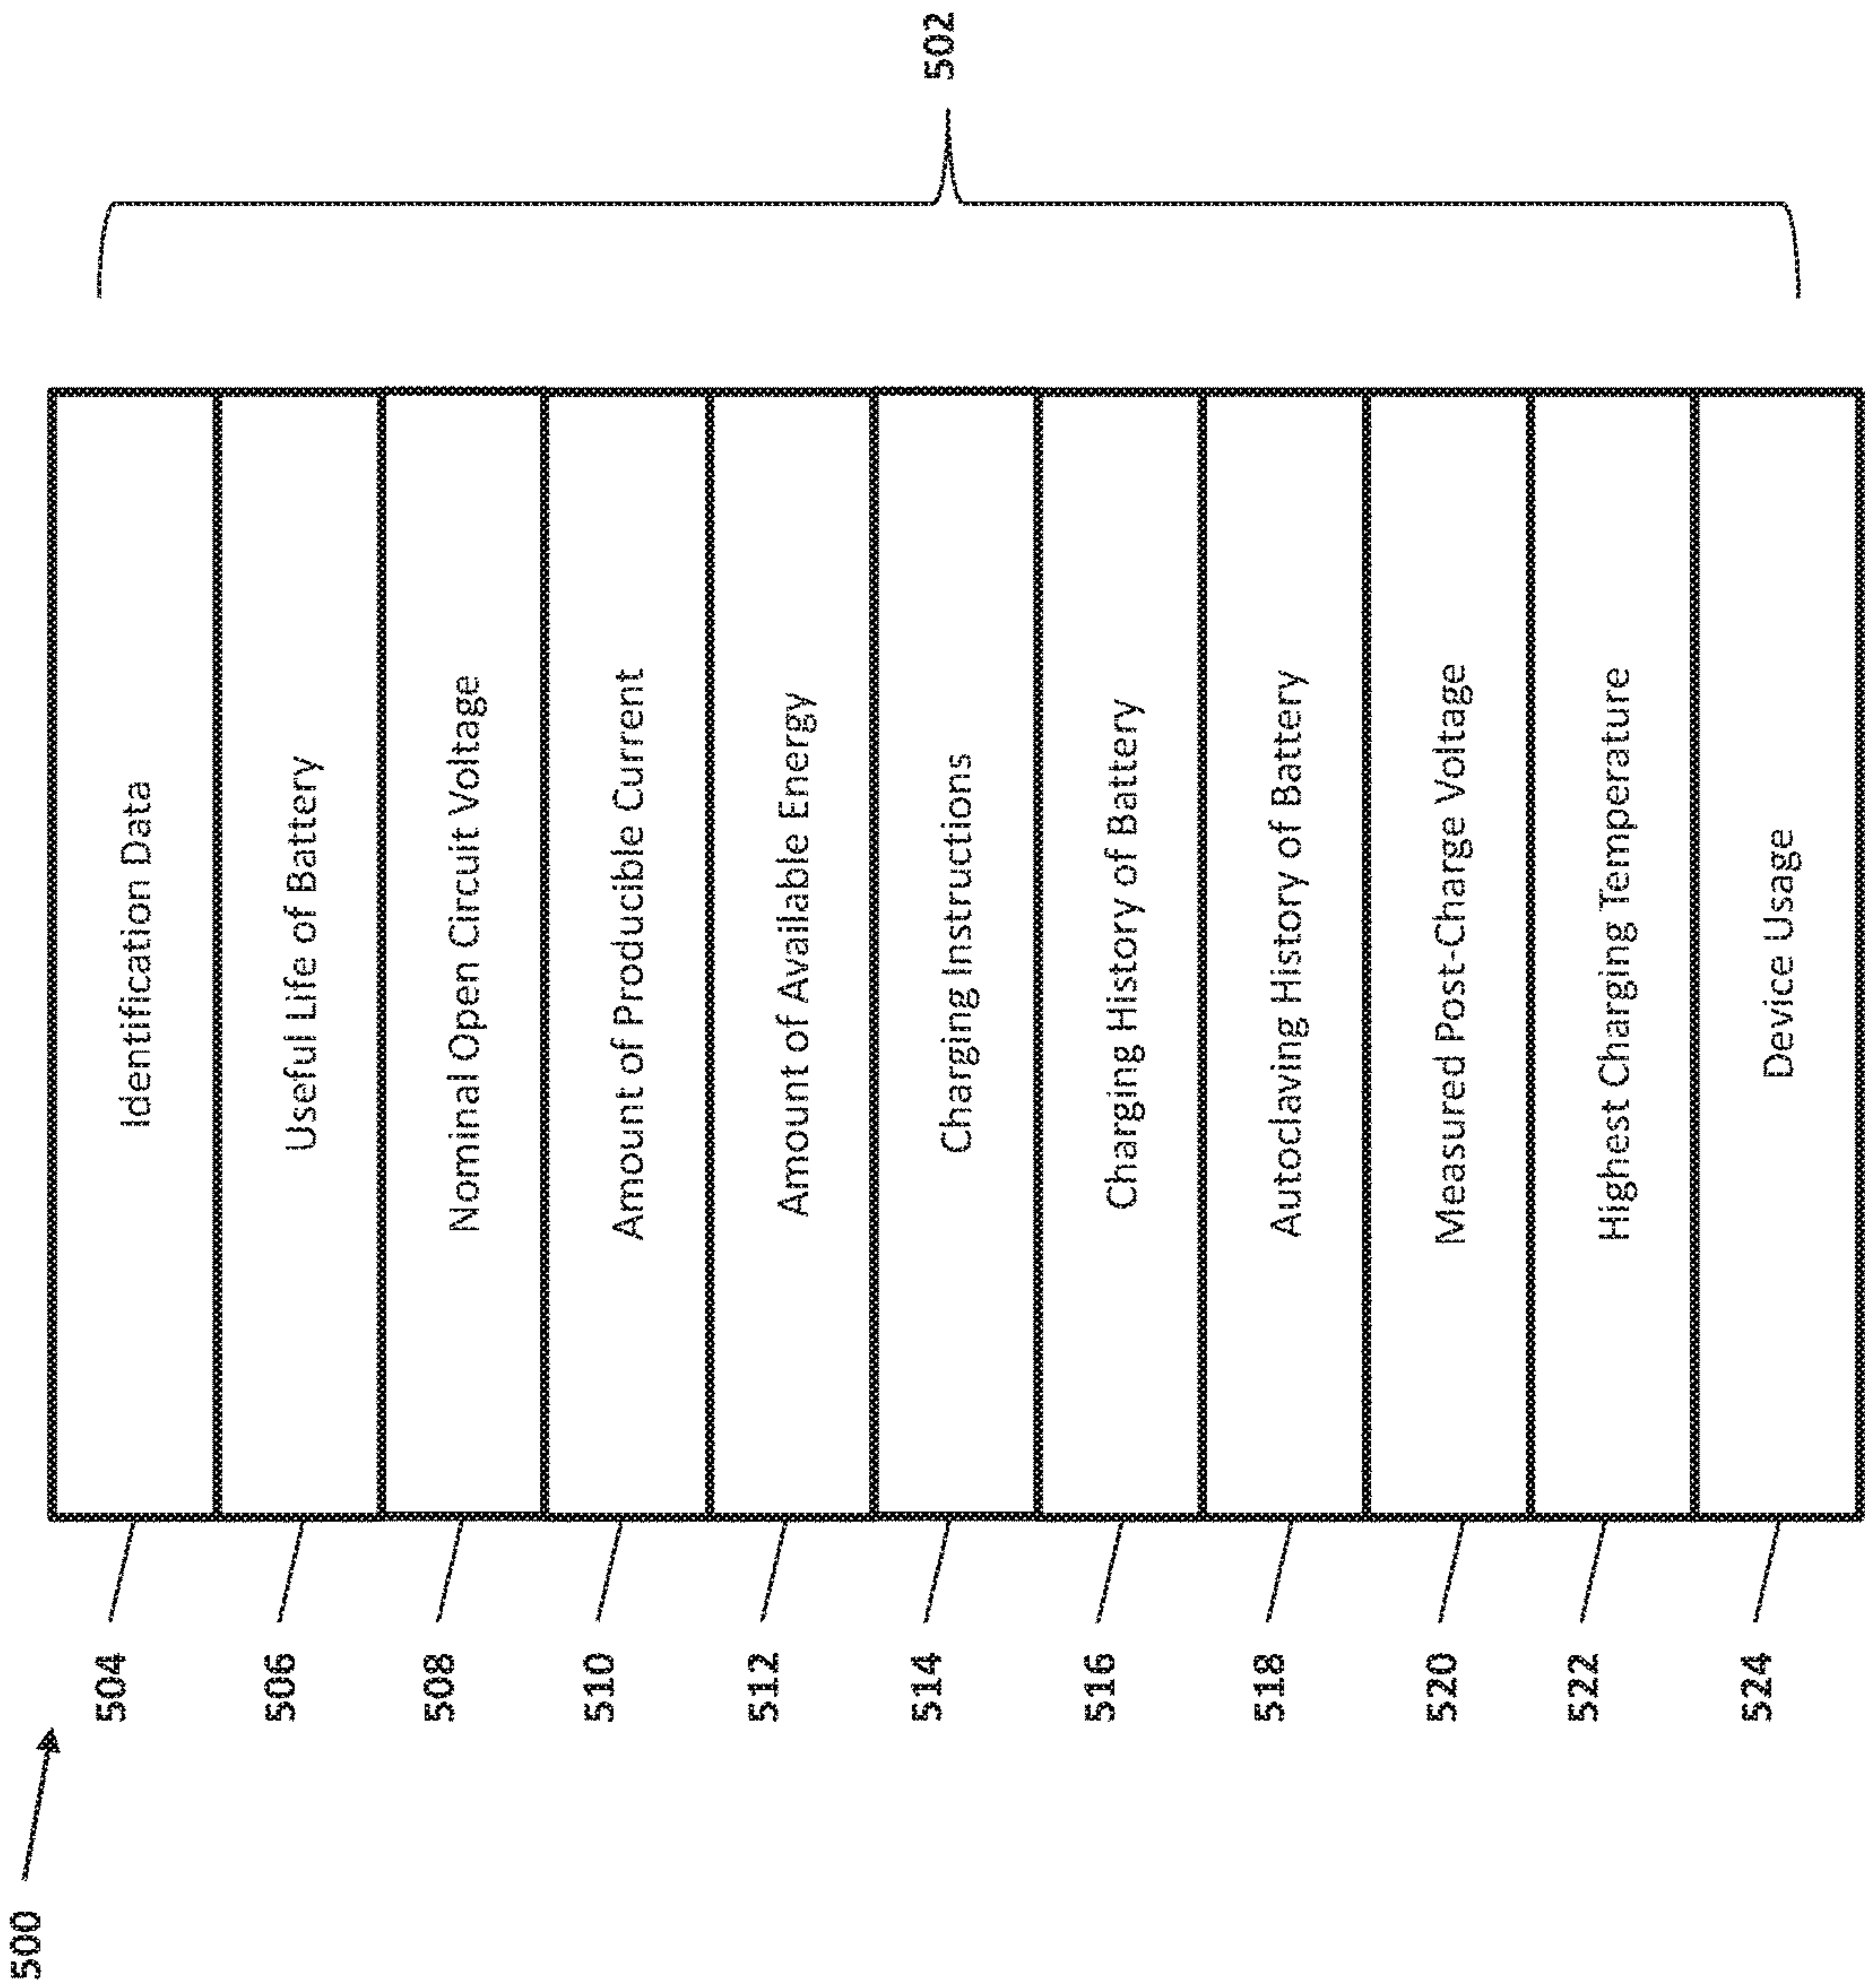 500
504
Identification Data
506
Useful Life of Battery
508
Nominal Open Circuit Voltage
510
Amount of Producible Current
512
Amount of Available Energy
514
Charging Instructions
516
Charging History of Battery
518
Autoclaving History of Battery
520
Measured Post-Charge Voltage
522
Highest Charging Temperature
524
Device Usage
502